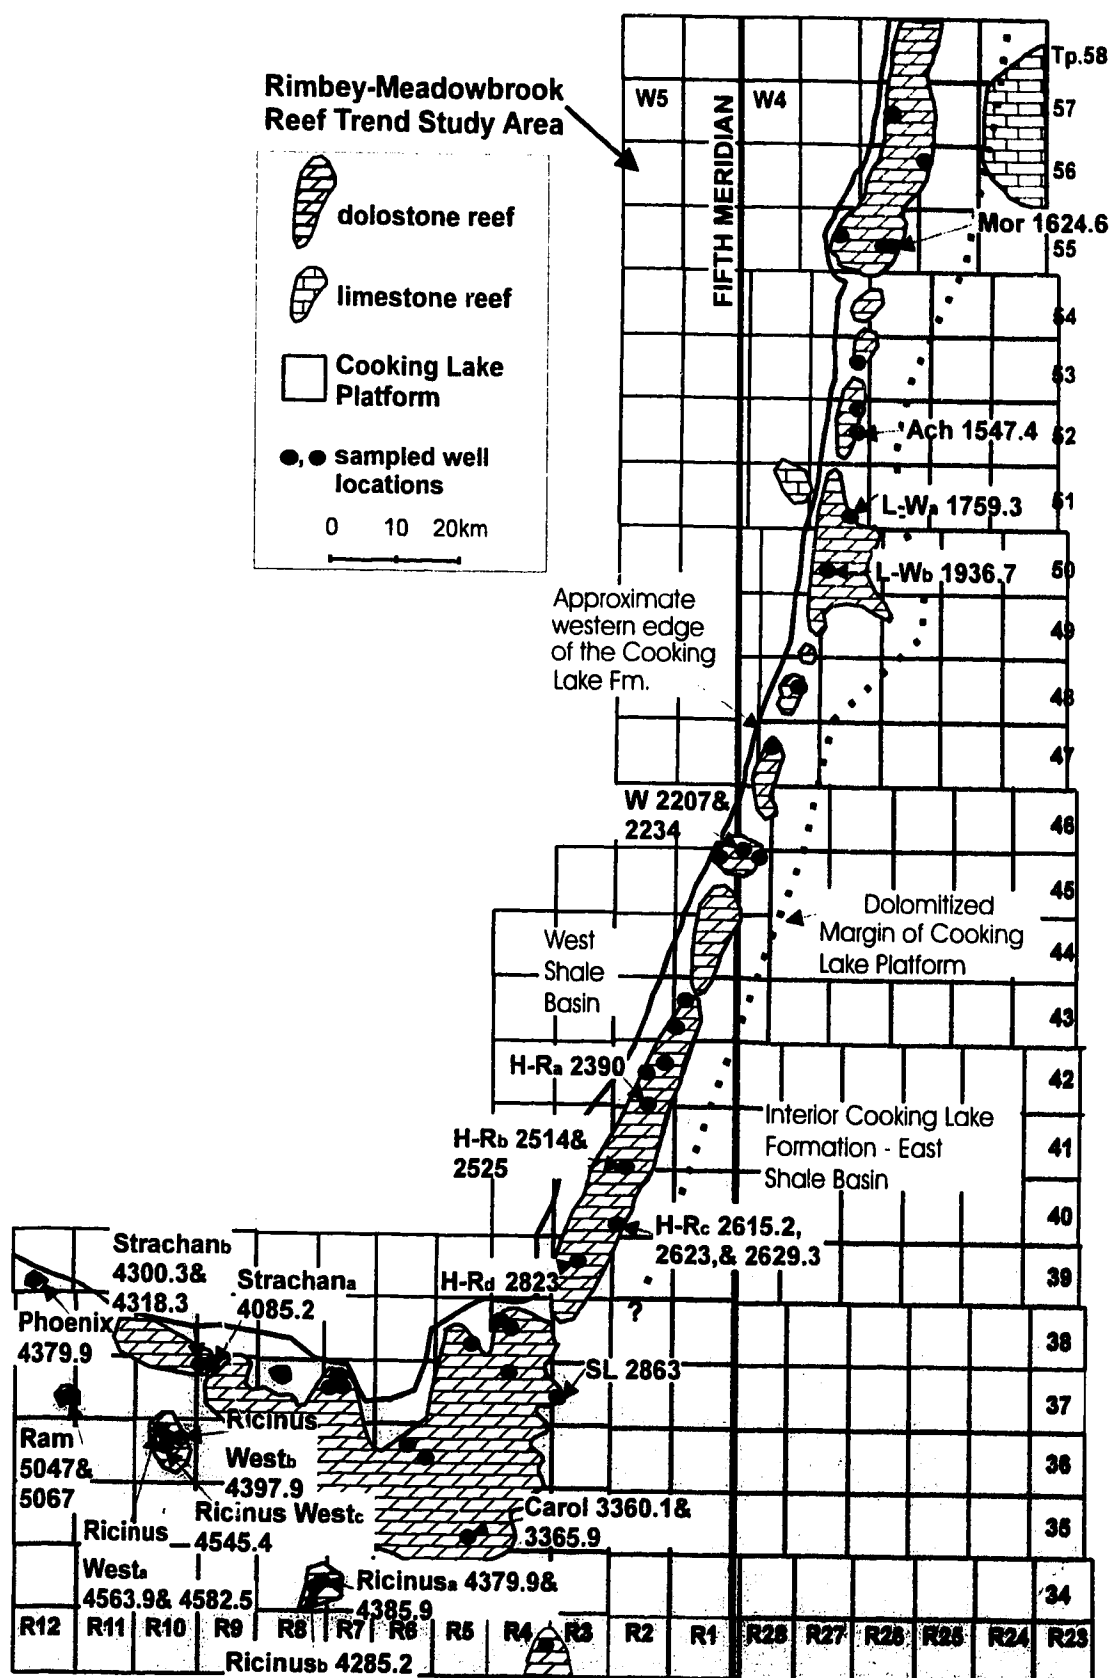 Rimbey-Meadowbrook
Reef Trend Study Area
dolostone reef
limestone reef
Cooking Lake
Platform
●,● sampled well
locations
0 10 20km
W5
W4
FIFTH MERIDIAN
Tp.58
57
56
Mor 1624.6
55
54
53
Ach 1547.4
52
L-Wa 1759.3
51
L-Wb 1936.7
50
49
48
47
Approximate
western edge
of the Cooking
Lake Fm.
W 2207&
2234
46
45
Dolomitized
Margin of Cooking
Lake Platform
44
West
Shale
Basin
43
H-Ra 2390
42
Interior Cooking Lake
Formation - East
Shale Basin
41
H-Rb 2514&
2525
40
H-Rc 2615.2,
2623,& 2629.3
H-Rd 2823
39
?
Strachanb
4300.3&
4318.3
Strachana
4085.2
Phoenix
4379.9
38
SL 2863
37
Ram
5047&
5067
Ricinus
Westb
4397.9
36
Ricinus Westc
4545.4
Carol 3360.1&
3365.9
35
Ricinus
Westa
4563.9& 4582.5
Ricinusa 4379.9&
4385.9
34
R12 R11 R10 R9 R8 R7 R6 R5 R4 R3 R2 R1 R28 R27 R26 R25 R24 R23
Ricinusb 4285.2